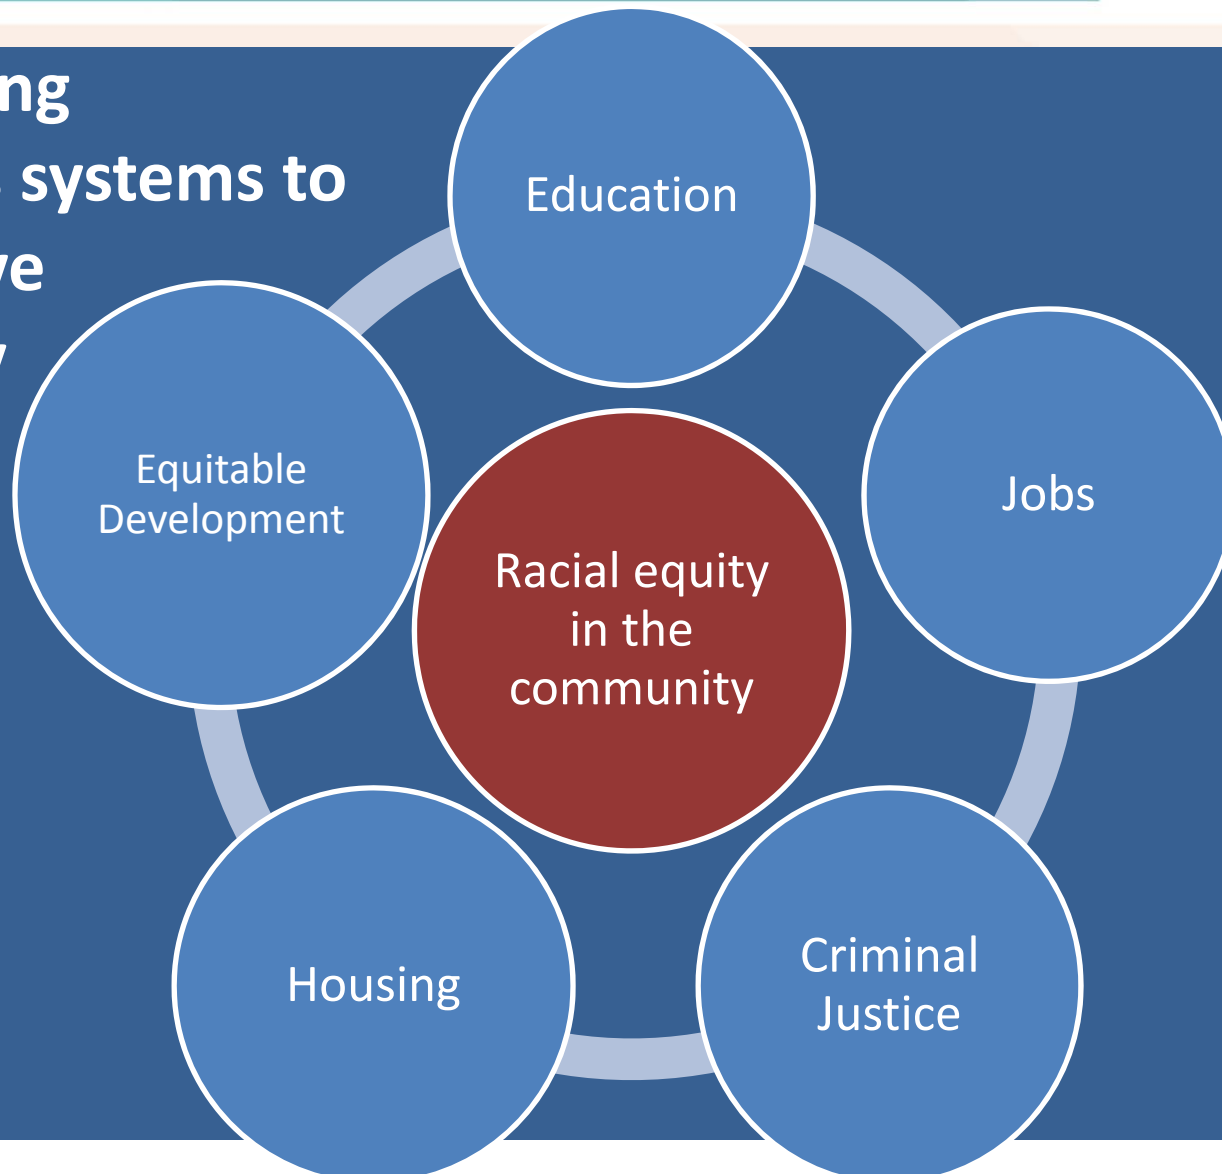 ng
systems to
ve
Education
Equitable
Development
Jobs
Racial equity
in the
community
Housing
Criminal
Justice